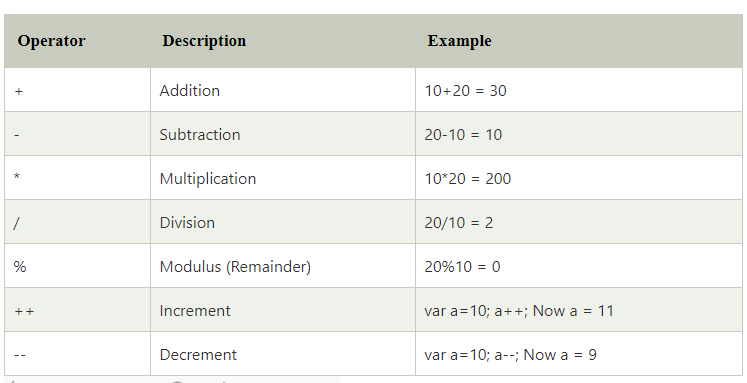 Operator Description Example
+ Addition 10+20 = 30
- Subtraction 20-10 = 10
* Multiplication 10*20 = 200
/ Division 20/10 = 2
% Modulus (Remainder) 20%10 = 0
++ Increment var a=10; a++; Now a = 11
-- Decrement var a=10; a--; Now a = 9